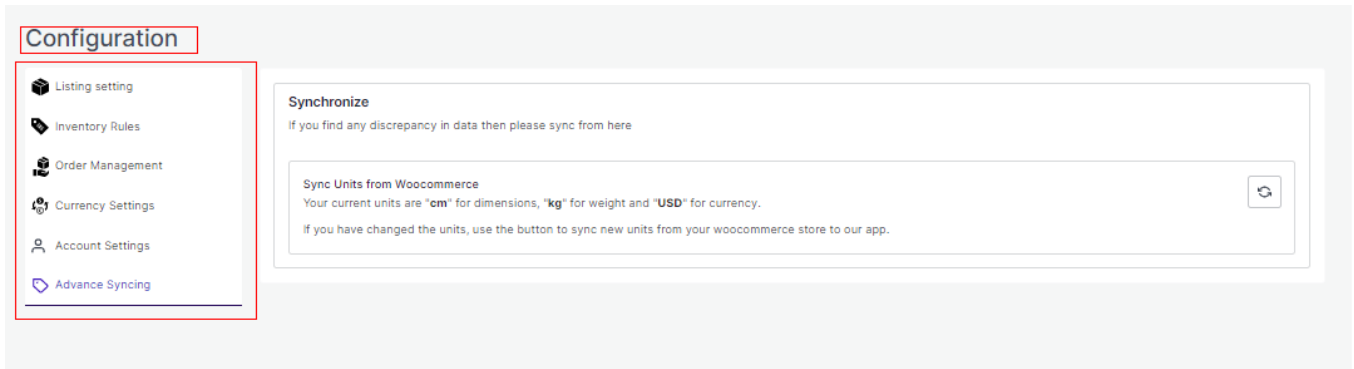 Configuration
Listing setting
Inventory Rules
Order Management
Currency Settings
Account Settings
Advance Syncing
Synchronize
If you find any discrepancy in data then please sync from here
Sync Units from Woocommerce
Your current units are "cm" for dimensions, "kg" for weight and "USD" for currency.
If you have changed the units, use the button to sync new units from your woocommerce store to our app.